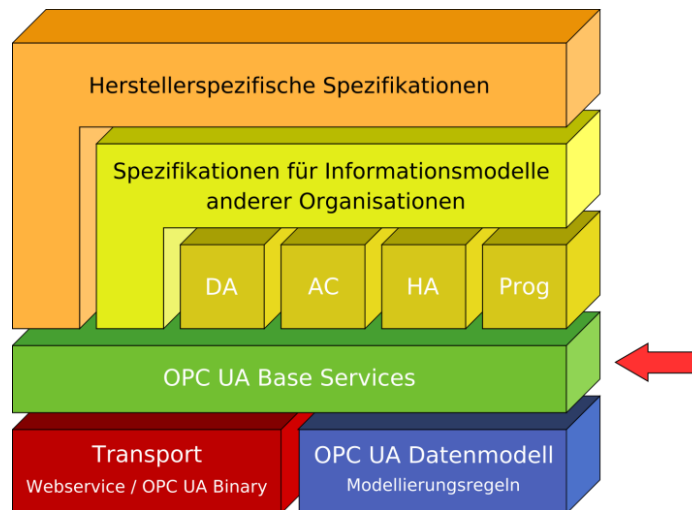 Herstellerspezifische Spezifikationen
Spezifikationen für Informationsmodelle
anderer Organisationen
DA AC HA Prog
OPC UA Base Services
Transport
Webservice / OPC UA Binary
OPC UA Datenmodell
Modellierungsregeln